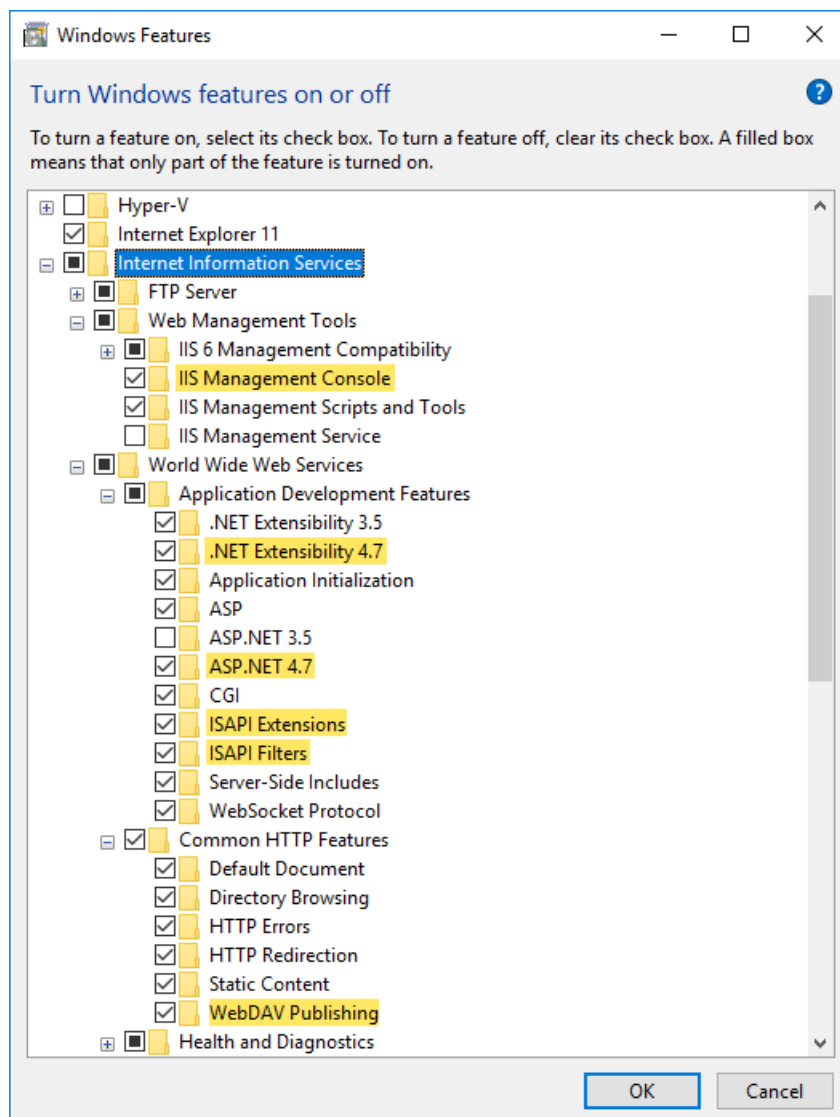 Windows Features
Turn Windows features on or off
?
To turn a feature on, select its check box. To turn a feature off, clear its check box. A filled box
means that only part of the feature is turned on.
Hyper-V
Internet Explorer 11
Internet Information Services
FTP Server
Web Management Tools
IIS 6 Management Compatibility
IIS Management Console
IIS Management Scripts and Tools
IIS Management Service
World Wide Web Services
Application Development Features
.NET Extensibility 3.5
.NET Extensibility 4.7
Application Initialization
ASP
ASP.NET 3.5
ASP.NET 4.7
CGI
ISAPI Extensions
ISAPI Filters
Server-Side Includes
WebSocket Protocol
Common HTTP Features
Default Document
Directory Browsing
HTTP Errors
HTTP Redirection
Static Content
WebDAV Publishing
Health and Diagnostics
OK
Cancel